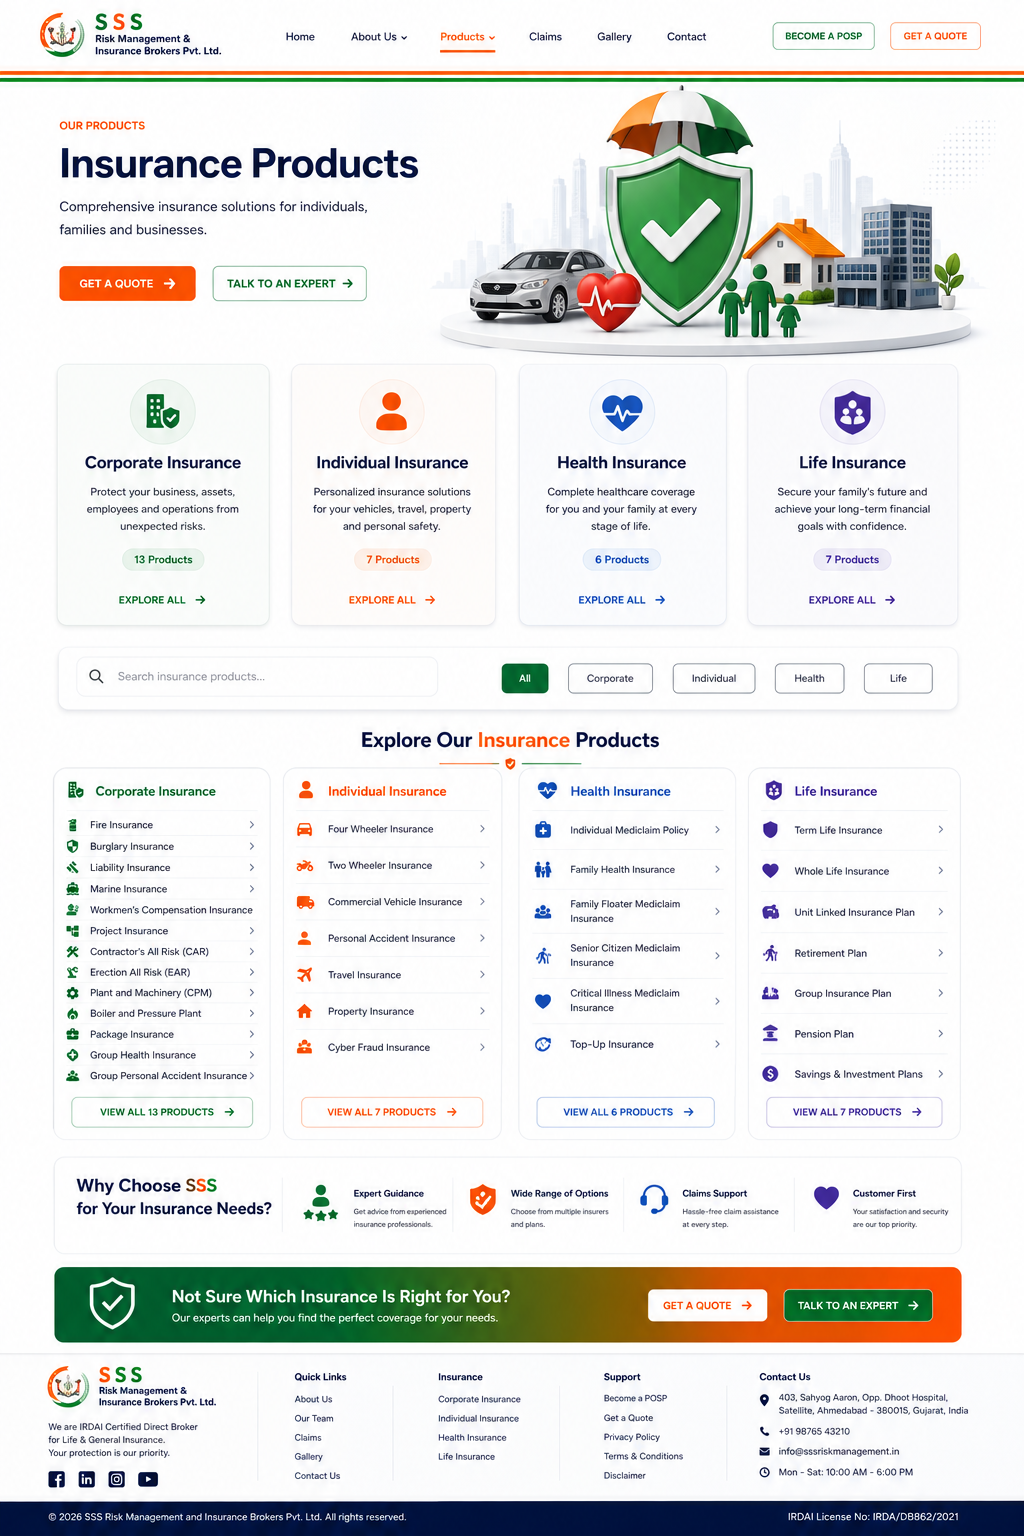 SSS
Risk Management &
Insurance Brokers Pvt. Ltd.
Home
About Us
Products
Claims
Gallery
Contact
BECOME A POSP
GET A QUOTE
OUR PRODUCTS
Insurance Products
Comprehensive insurance solutions for individuals,
families and businesses.
GET A QUOTE →
TALK TO AN EXPERT →
Corporate Insurance
Protect your business, assets,
employees and operations from
unexpected risks.
13 Products
EXPLORE ALL →
Individual Insurance
Personalized insurance solutions
for your vehicles, travel, property
and personal safety.
7 Products
EXPLORE ALL →
Health Insurance
Complete healthcare coverage
for you and your family at every
stage of life.
6 Products
EXPLORE ALL →
Life Insurance
Secure your family's future and
achieve your long-term financial
goals with confidence.
7 Products
EXPLORE ALL →
Search insurance products...
All
Corporate
Individual
Health
Life
Explore Our Insurance Products
Corporate Insurance
Fire Insurance
Burglary Insurance
Liability Insurance
Marine Insurance
Workmen's Compensation Insurance
Project Insurance
Contractor's All Risk (CAR)
Erection All Risk (EAR)
Plant and Machinery (CPM)
Boiler and Pressure Plant
Package Insurance
Group Health Insurance
Group Personal Accident Insurance
VIEW ALL 13 PRODUCTS →
Individual Insurance
Four Wheeler Insurance
Two Wheeler Insurance
Commercial Vehicle Insurance
Personal Accident Insurance
Travel Insurance
Property Insurance
Cyber Fraud Insurance
VIEW ALL 7 PRODUCTS →
Health Insurance
Individual Mediclaim Policy
Family Health Insurance
Family Floater Mediclaim
Insurance
Senior Citizen Mediclaim
Insurance
Critical Illness Mediclaim
Insurance
Top-Up Insurance
VIEW ALL 6 PRODUCTS →
Life Insurance
Term Life Insurance
Whole Life Insurance
Unit Linked Insurance Plan
Retirement Plan
Group Insurance Plan
Pension Plan
Savings & Investment Plans
VIEW ALL 7 PRODUCTS →
Why Choose SSS
for Your Insurance Needs?
Expert Guidance
Get advice from experienced
insurance professionals.
Wide Range of Options
Choose from multiple insurers
and plans.
Claims Support
Hassle-free claim assistance
at every step.
Customer First
Your satisfaction and security
are our top priority.
Not Sure Which Insurance Is Right for You?
Our experts can help you find the perfect coverage for your needs.
GET A QUOTE →
TALK TO AN EXPERT →
SSS
Risk Management &
Insurance Brokers Pvt. Ltd.
We are IRDAI Certified Direct Broker
for Life & General Insurance.
Your protection is our priority.
Quick Links
About Us
Our Team
Claims
Gallery
Contact Us
Insurance
Corporate Insurance
Individual Insurance
Health Insurance
Life Insurance
Support
Become a POSP
Get a Quote
Privacy Policy
Terms & Conditions
Disclaimer
Contact Us
403, Sahyog Aaron, Opp. Dhoot Hospital,
Satellite, Ahmedabad - 380015, Gujarat, India
+91 98765 43210
info@sssriskmanagement.in
Mon - Sat: 10:00 AM - 6:00 PM
© 2026 SSS Risk Management and Insurance Brokers Pvt. Ltd. All rights reserved.
IRDAI License No: IRDA/DB862/2021